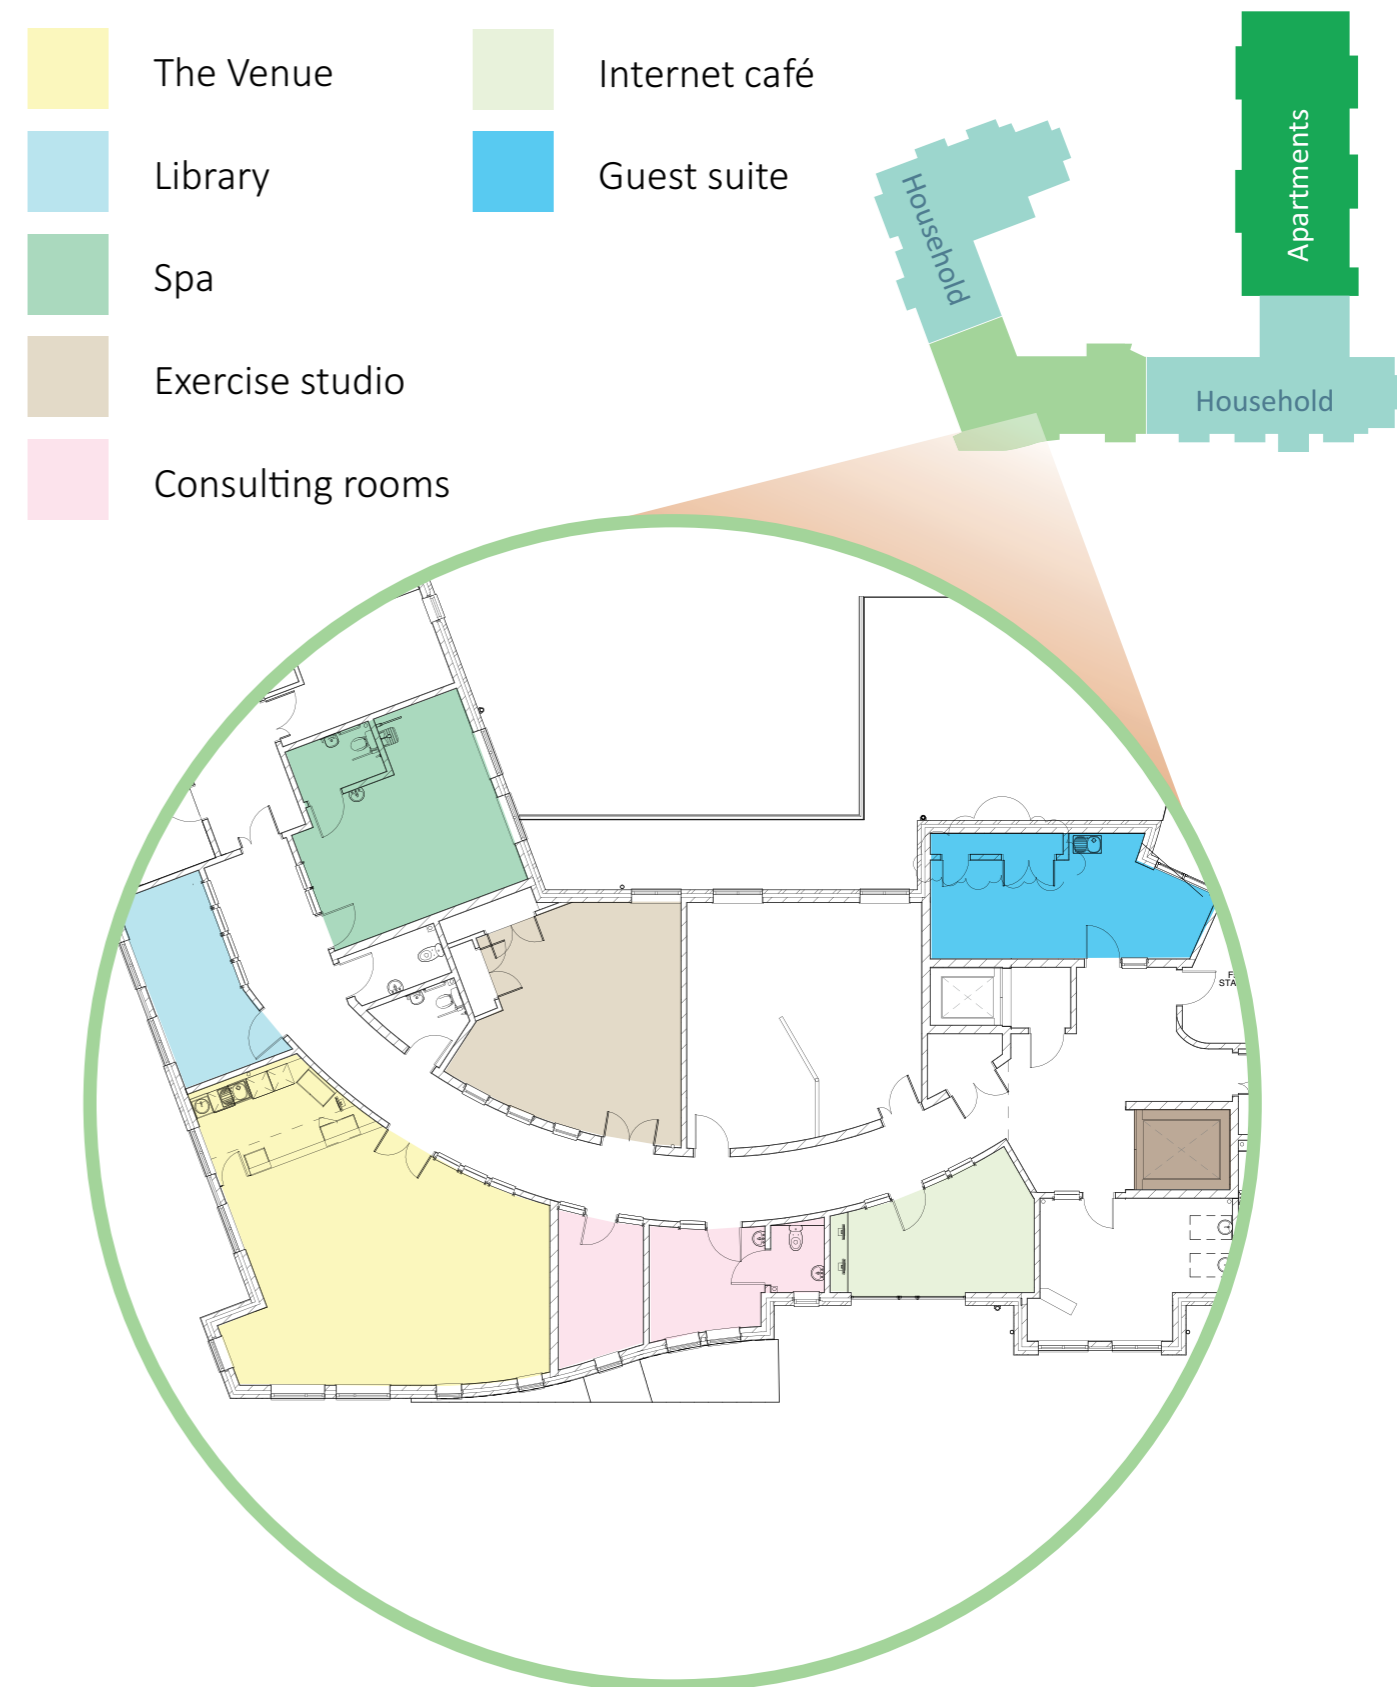 The Venue
Library
Spa
Exercise studio
Consulting rooms
Internet café
Guest suite
Household
Apartments
Household